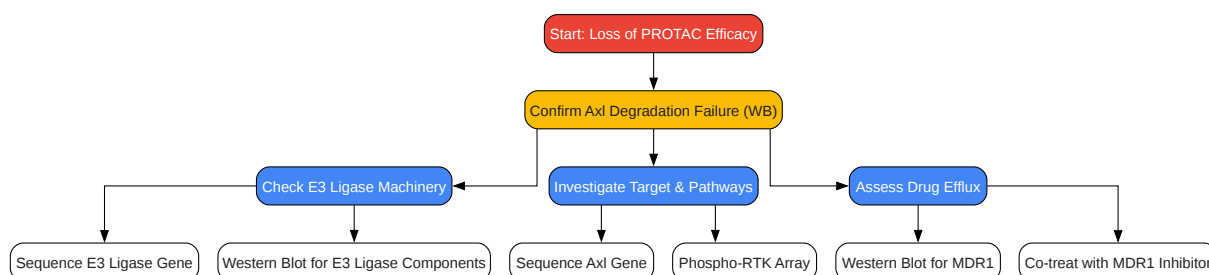 Start: Loss of PROTAC Efficacy
Confirm Axl Degradation Failure (WB)
Check E3 Ligase Machinery
Investigate Target & Pathways
Assess Drug Efflux
Sequence E3 Ligase Gene
Western Blot for E3 Ligase Components
Sequence Axl Gene
Phospho-RTK Array
Western Blot for MDR1
Co-treat with MDR1 Inhibitor